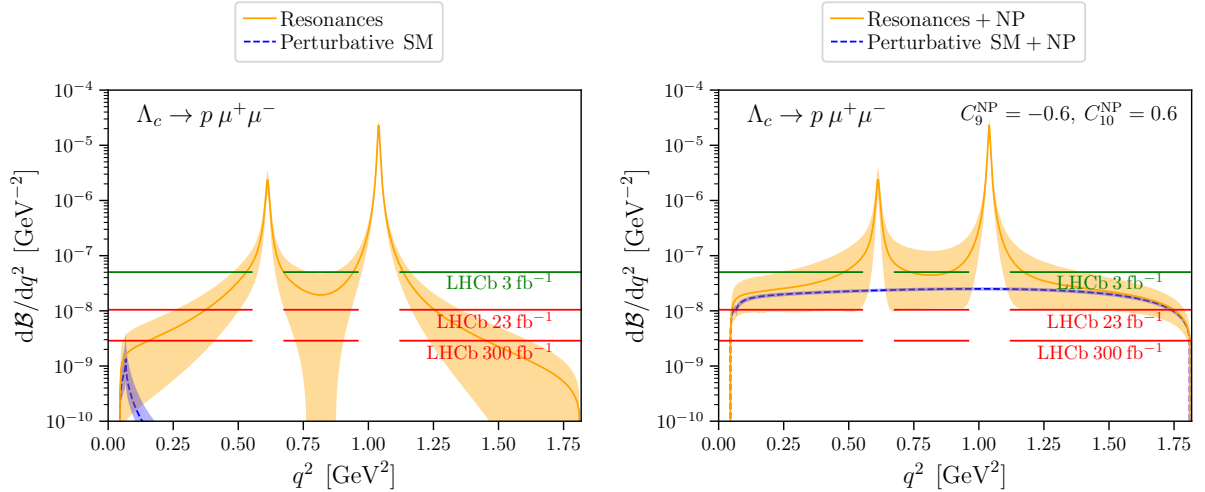 Resonances
Perturbative SM
Λc → p μ⁺μ⁻
LHCb 3 fb⁻¹
LHCb 23 fb⁻¹
LHCb 300 fb⁻¹
10⁻⁴
10⁻⁵
10⁻⁶
10⁻⁷
10⁻⁸
10⁻⁹
10⁻¹⁰
dℬ/dq² [GeV⁻²]
0.00 0.25 0.50 0.75 1.00 1.25 1.50 1.75
q² [GeV²]
Resonances + NP
Perturbative SM + NP
Λc → p μ⁺μ⁻ C₉ᴺᴾ = −0.6, C₁₀ᴺᴾ = 0.6
LHCb 3 fb⁻¹
LHCb 23 fb⁻¹
LHCb 300 fb⁻¹
10⁻⁴
10⁻⁵
10⁻⁶
10⁻⁷
10⁻⁸
10⁻⁹
10⁻¹⁰
dℬ/dq² [GeV⁻²]
0.00 0.25 0.50 0.75 1.00 1.25 1.50 1.75
q² [GeV²]